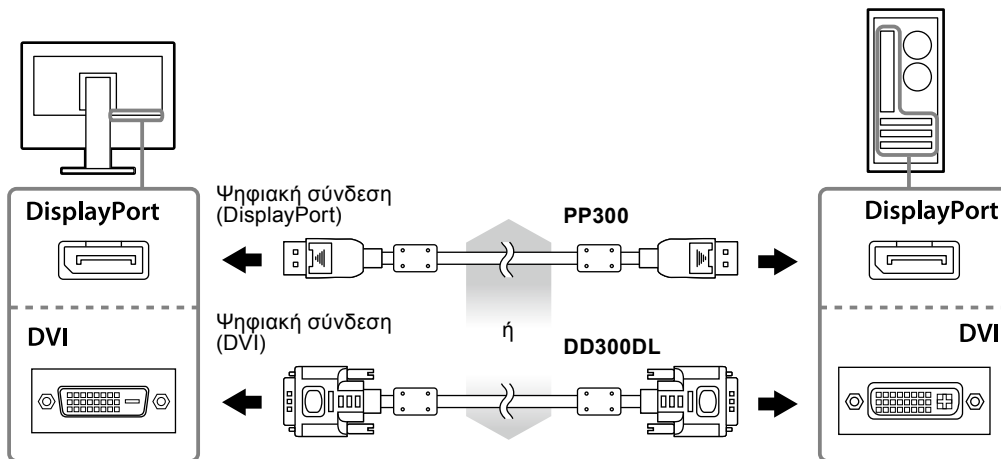 DisplayPort
Ψηφιακή σύνδεση
(DisplayPort)
PP300
DisplayPort
DVI
Ψηφιακή σύνδεση
(DVI)
ή
DD300DL
DVI